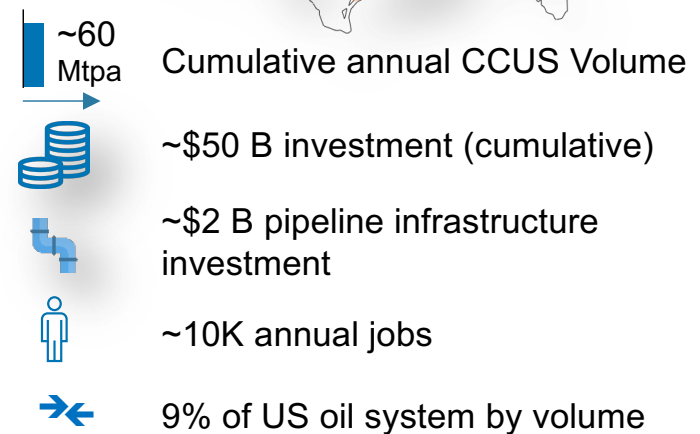 ~60
Mtpa
Cumulative annual CCUS Volume
~$50 B investment (cumulative)
~$2 B pipeline infrastructure
investment
~10K annual jobs
9% of US oil system by volume